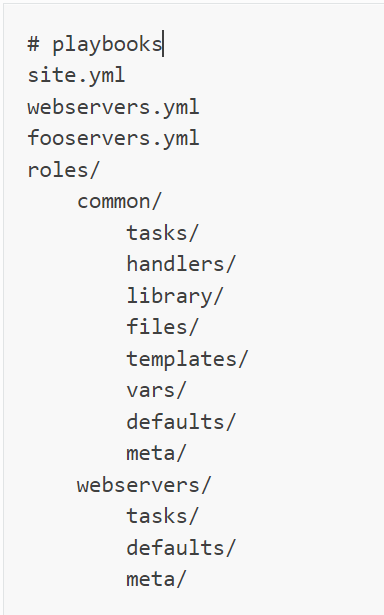 # playbooks
site.yml
webservers.yml
fooservers.yml
roles/
    common/
        tasks/
        handlers/
        library/
        files/
        templates/
        vars/
        defaults/
        meta/
    webservers/
        tasks/
        defaults/
        meta/